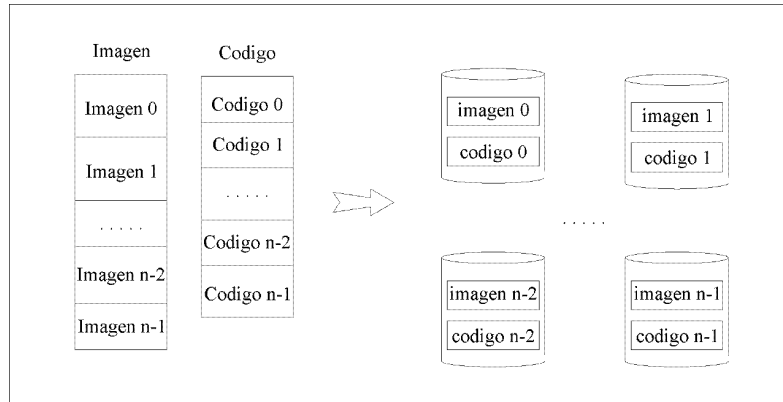 Imagen
Imagen 0
Imagen 1
. . . . .
Imagen n-2
Imagen n-1
Codigo
Codigo 0
Codigo 1
. . . . .
Codigo n-2
Codigo n-1
imagen 0
codigo 0
imagen 1
codigo 1
. . . . .
imagen n-2
codigo n-2
imagen n-1
codigo n-1